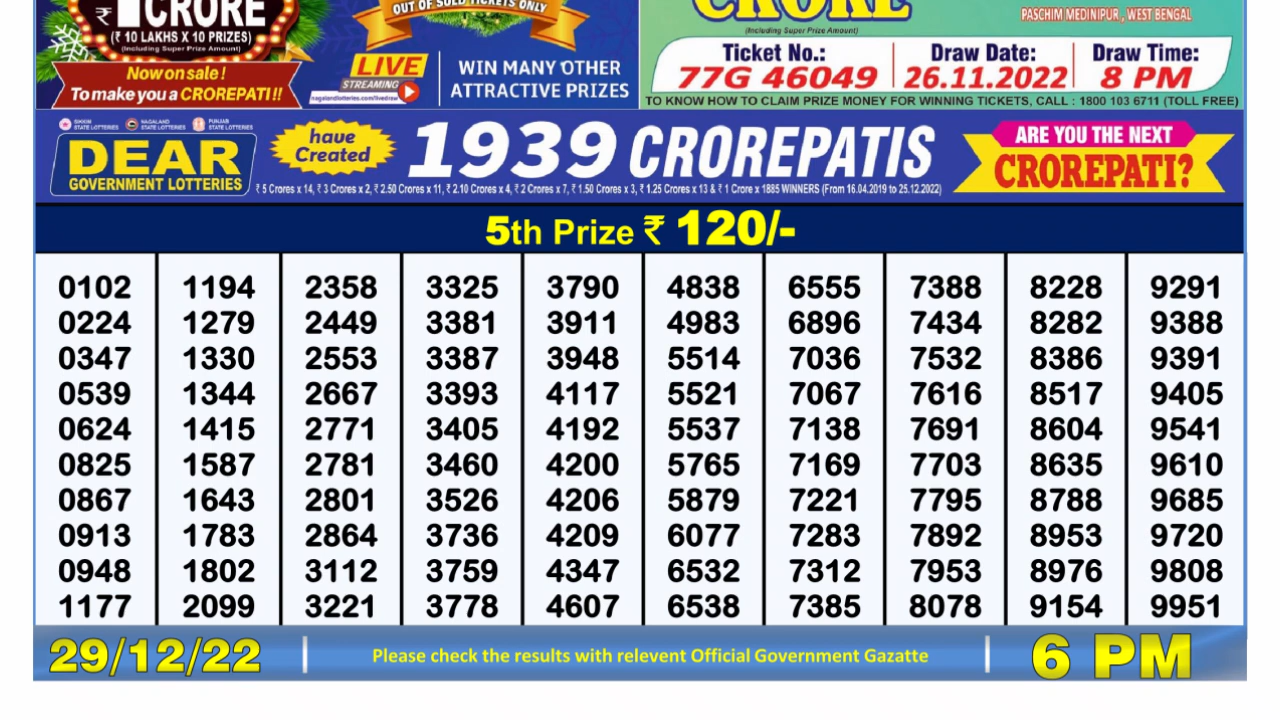 ₹ 1 CRORE
(₹ 10 LAKHS X 10 PRIZES)
(Including Super Prize Amount)
Now on sale !
To make you a CROREPATI !!
OUT OF SOLD TICKETS ONLY
LIVE
STREAMING
nagalandlotteries.com/livedraw
WIN MANY OTHER
ATTRACTIVE PRIZES
CRORE
(Including Super Prize Amount)
PASCHIM MEDINIPUR, WEST BENGAL
Ticket No.: Draw Date: Draw Time:
77G 46049 26.11.2022 8 PM
TO KNOW HOW TO CLAIM PRIZE MONEY FOR WINNING TICKETS, CALL : 1800 103 6711 (TOLL FREE)
SIKKIM STATE LOTTERIES NAGALAND STATE LOTTERIES PUNJAB STATE LOTTERIES
DEAR
GOVERNMENT LOTTERIES
have
Created
1939 CROREPATIS
₹ 5 Crores x 14, ₹ 3 Crores x 2, ₹ 2.50 Crores x 11, ₹ 2.10 Crores x 4, ₹ 2 Crores x 7, ₹ 1.50 Crores x 3, ₹ 1.25 Crores x 13 & ₹ 1 Crore x 1885 WINNERS (From 16.04.2019 to 25.12.2022)
ARE YOU THE NEXT
CROREPATI?
5th Prize ₹ 120/-
0102 1194 2358 3325 3790 4838 6555 7388 8228 9291
0224 1279 2449 3381 3911 4983 6896 7434 8282 9388
0347 1330 2553 3387 3948 5514 7036 7532 8386 9391
0539 1344 2667 3393 4117 5521 7067 7616 8517 9405
0624 1415 2771 3405 4192 5537 7138 7691 8604 9541
0825 1587 2781 3460 4200 5765 7169 7703 8635 9610
0867 1643 2801 3526 4206 5879 7221 7795 8788 9685
0913 1783 2864 3736 4209 6077 7283 7892 8953 9720
0948 1802 3112 3759 4347 6532 7312 7953 8976 9808
1177 2099 3221 3778 4607 6538 7385 8078 9154 9951
29/12/22
Please check the results with relevent Official Government Gazatte
6 PM